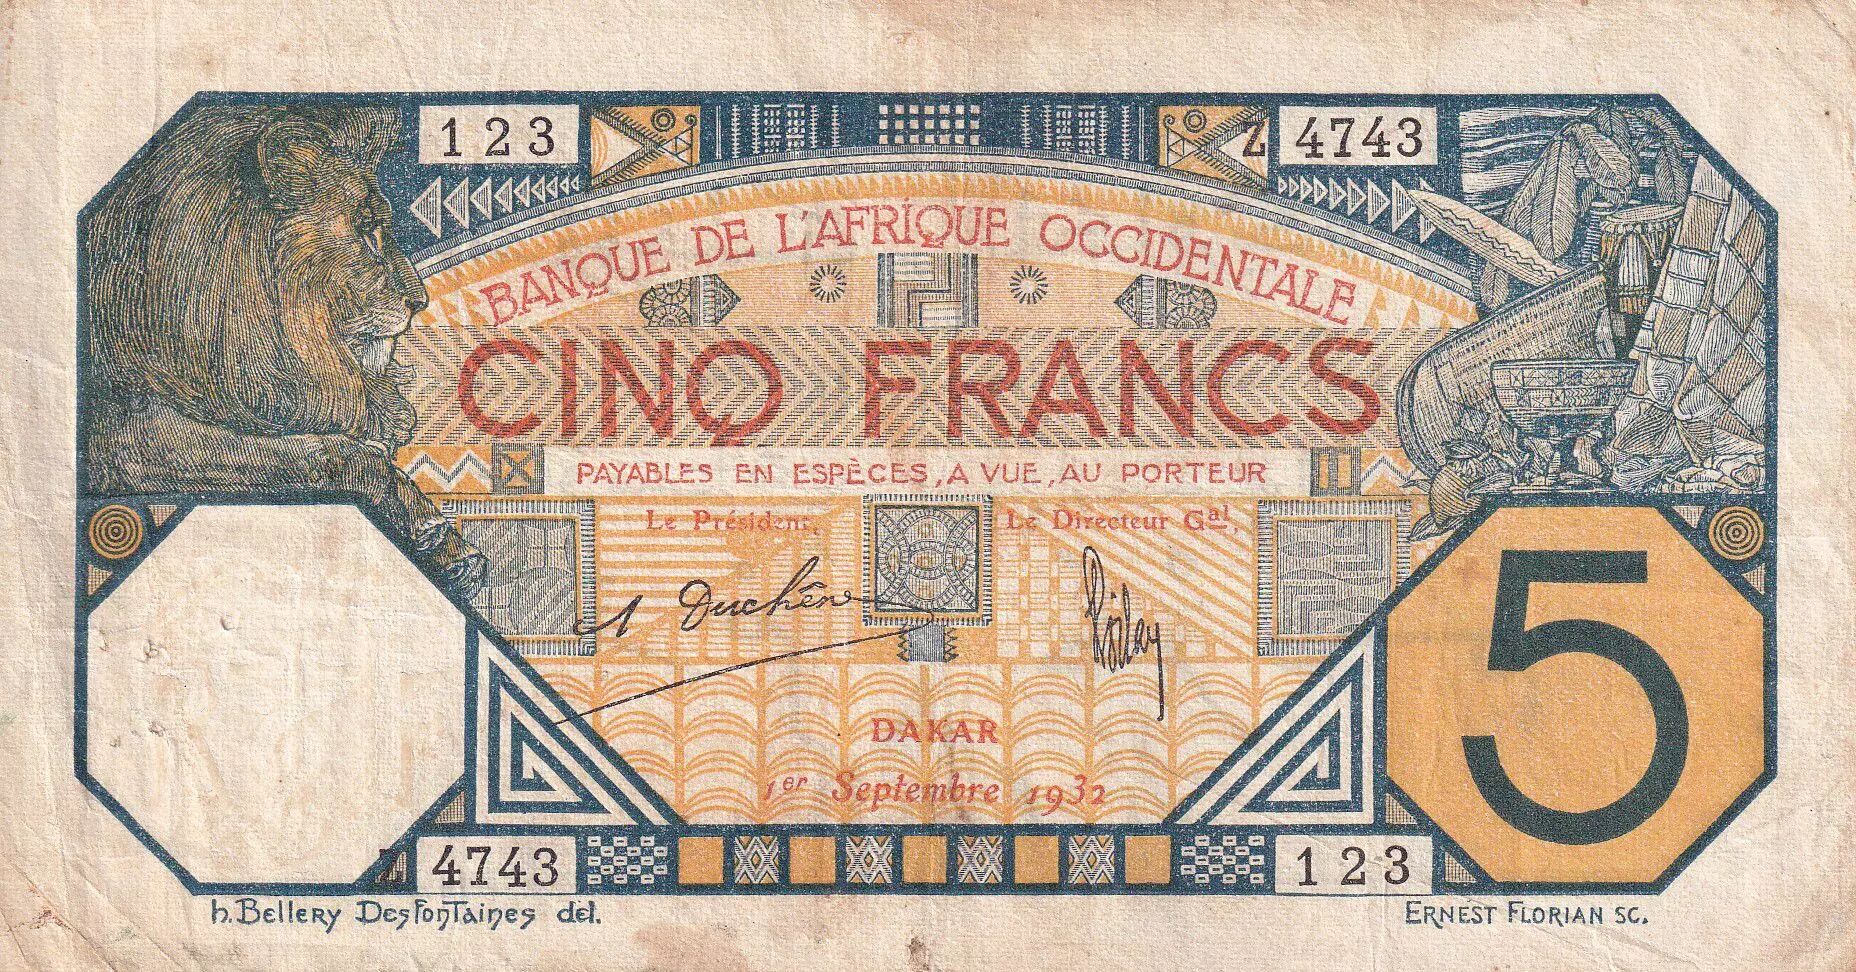 123
Z 4743
BANQUE DE L'AFRIQUE OCCIDENTALE
CINQ FRANCS
PAYABLES EN ESPÈCES, A VUE, AU PORTEUR
Le Président, Le Directeur Gal,
A Duchêne
5
DAKAR
1er Septembre 1932
Z 4743
123
h. BELLERY DESFONTAINES del.
ERNEST FLORIAN SC.